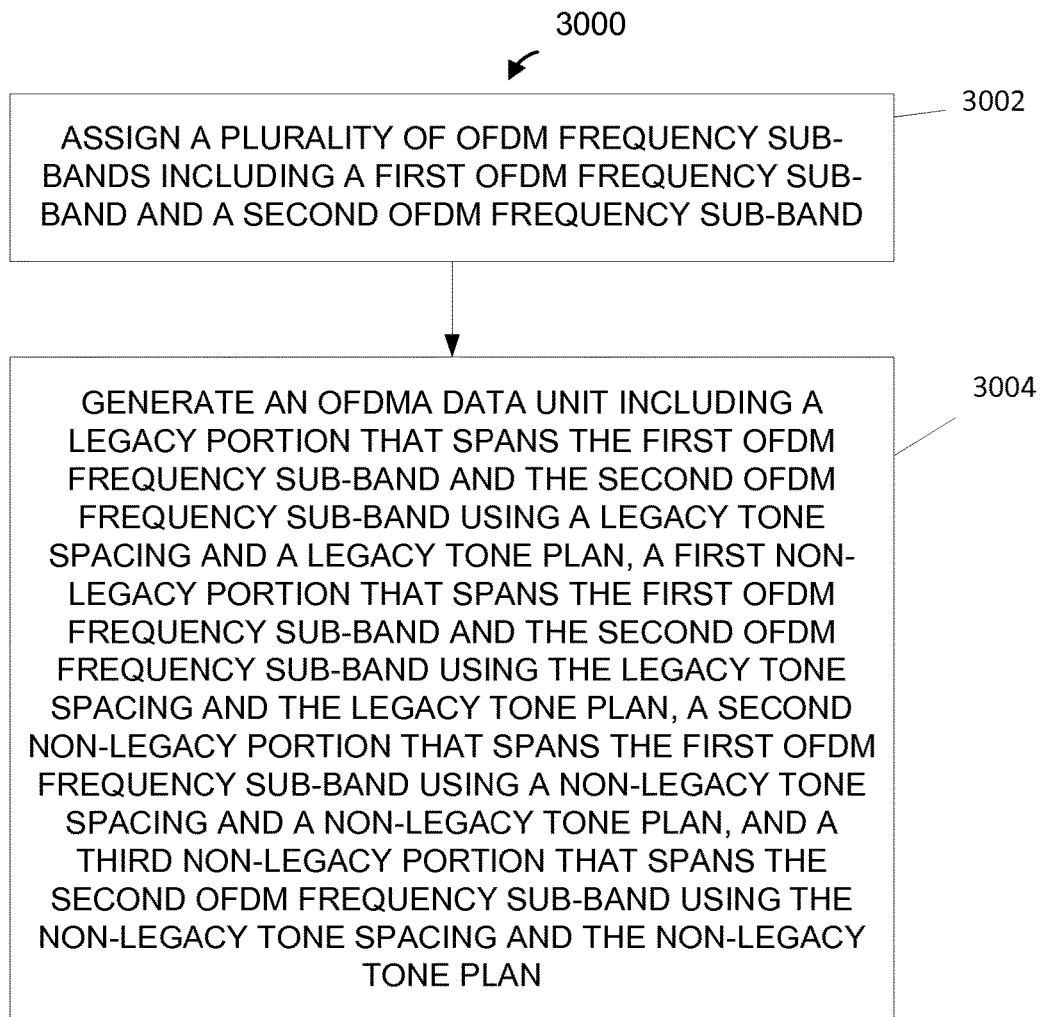 3000
3002
ASSIGN A PLURALITY OF OFDM FREQUENCY SUB-
BANDS INCLUDING A FIRST OFDM FREQUENCY SUB-
BAND AND A SECOND OFDM FREQUENCY SUB-BAND
3004
GENERATE AN OFDMA DATA UNIT INCLUDING A
LEGACY PORTION THAT SPANS THE FIRST OFDM
FREQUENCY SUB-BAND AND THE SECOND OFDM
FREQUENCY SUB-BAND USING A LEGACY TONE
SPACING AND A LEGACY TONE PLAN, A FIRST NON-
LEGACY PORTION THAT SPANS THE FIRST OFDM
FREQUENCY SUB-BAND AND THE SECOND OFDM
FREQUENCY SUB-BAND USING THE LEGACY TONE
SPACING AND THE LEGACY TONE PLAN, A SECOND
NON-LEGACY PORTION THAT SPANS THE FIRST OFDM
FREQUENCY SUB-BAND USING A NON-LEGACY TONE
SPACING AND A NON-LEGACY TONE PLAN, AND A
THIRD NON-LEGACY PORTION THAT SPANS THE
SECOND OFDM FREQUENCY SUB-BAND USING THE
NON-LEGACY TONE SPACING AND THE NON-LEGACY
TONE PLAN